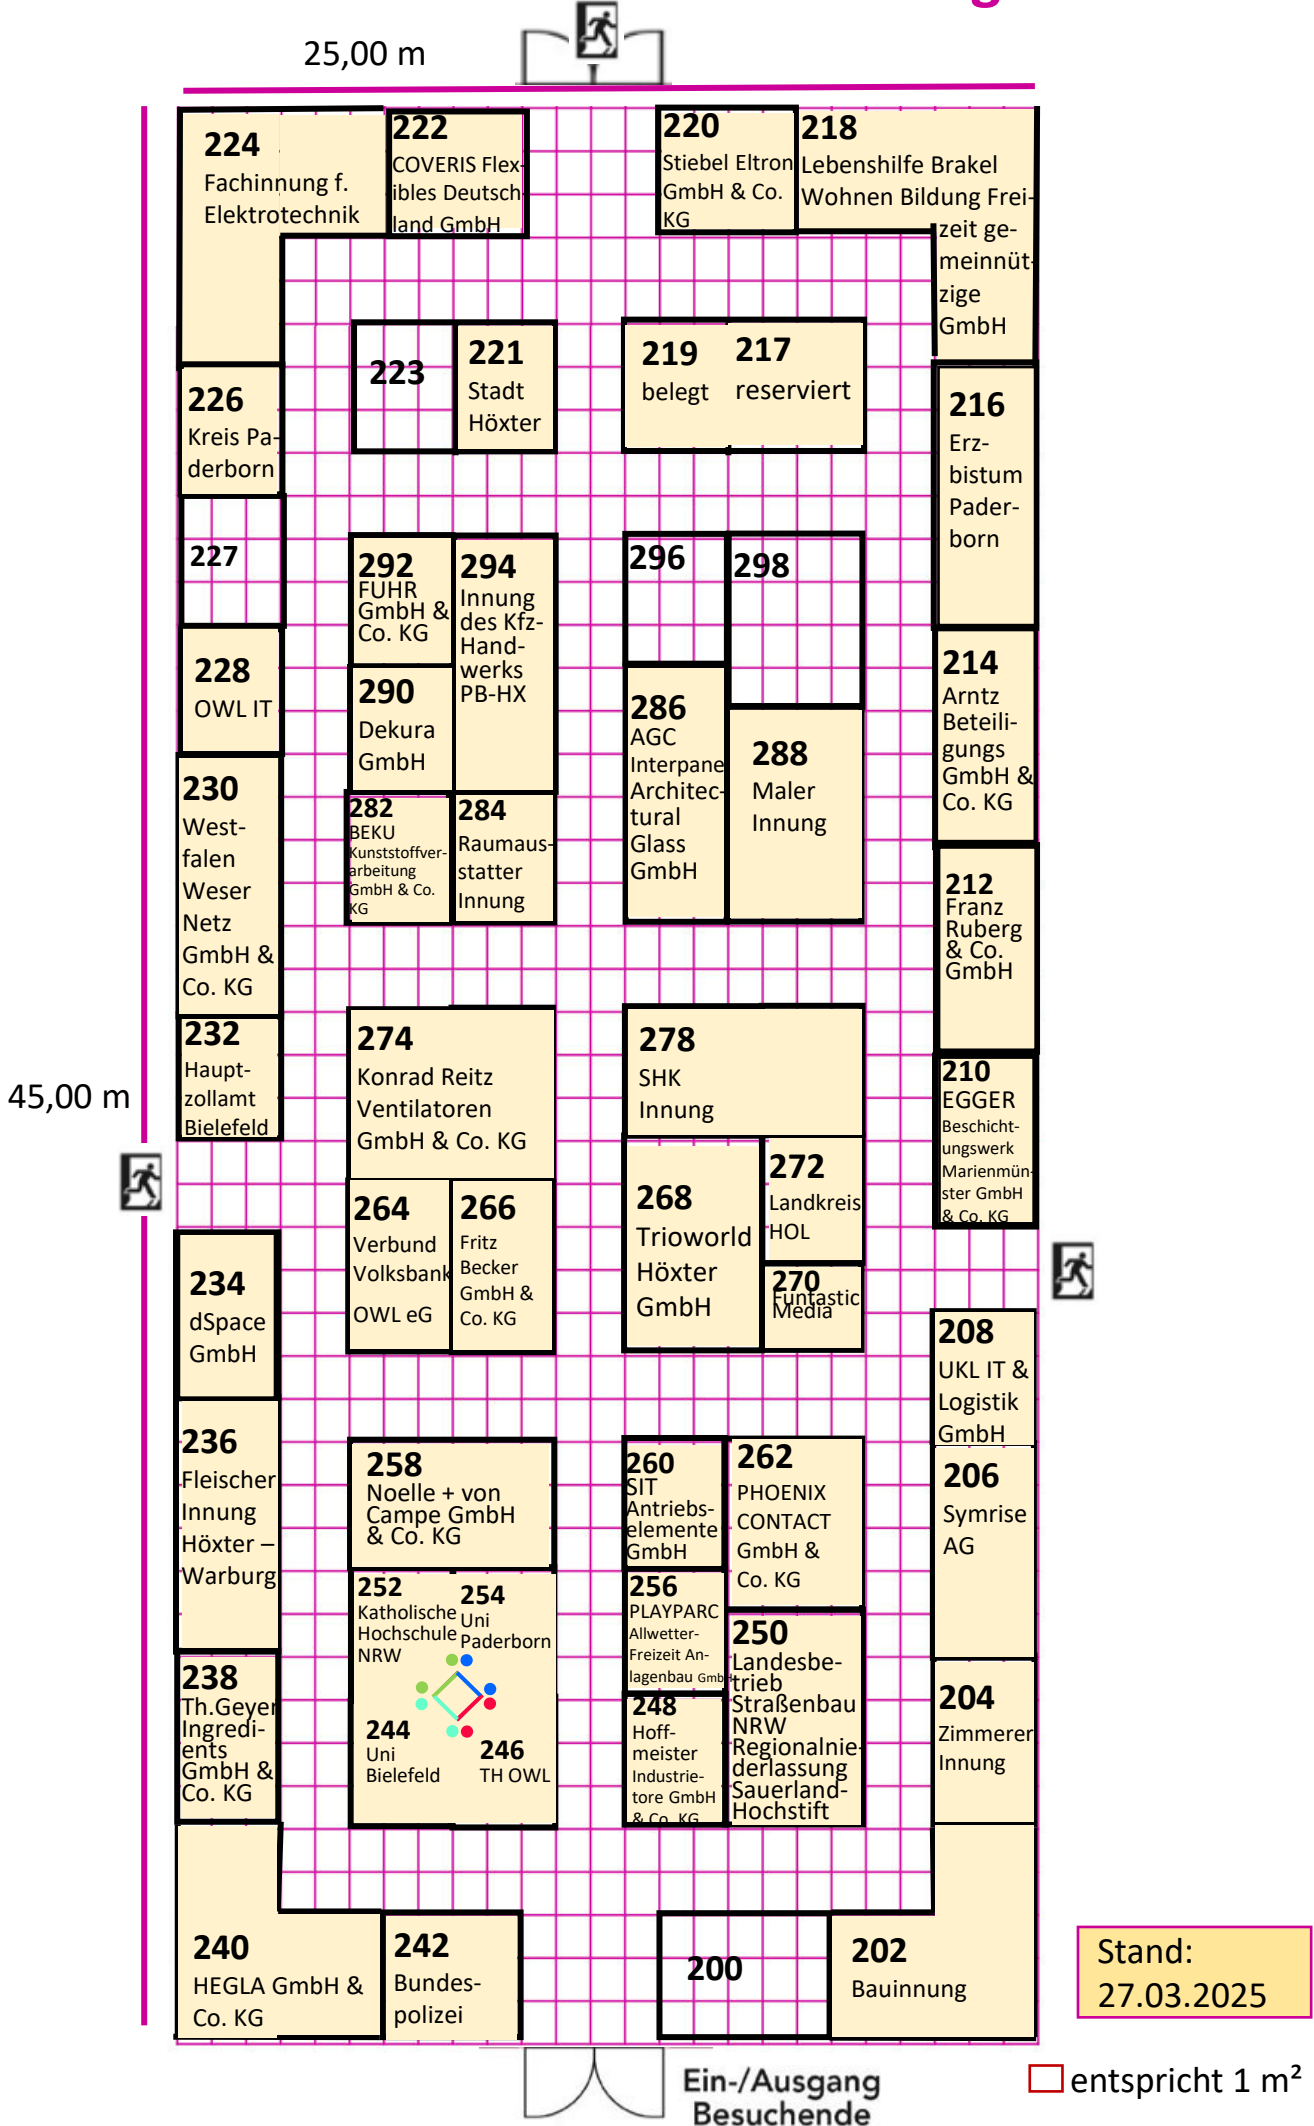 25,00 m
224
Fachinnung f.
Elektrotechnik
222
COVERIS Flex-
ibles Deutsch-
land GmbH
220
Stiebel Eltron
GmbH & Co.
KG
218
Lebenshilfe Brakel
Wohnen Bildung Frei-
zeit ge-
meinnüt-
zige
GmbH
223
221
Stadt
Höxter
219
belegt
217
reserviert
226
Kreis Pa-
derborn
216
Erz-
bistum
Pader-
born
227
292
FUHR
GmbH &
Co. KG
294
Innung
des Kfz-
Hand-
werks
PB-HX
296
298
228
OWL IT
290
Dekura
GmbH
286
AGC
Interpane
Architec-
tural
Glass
GmbH
288
Maler
Innung
214
Arntz
Beteili-
gungs
GmbH &
Co. KG
230
West-
falen
Weser
Netz
GmbH &
Co. KG
282
BEKU
Kunststoffver-
arbeitung
GmbH & Co.
KG
284
Raumaus-
statter
Innung
212
Franz
Ruberg
& Co.
GmbH
232
Haupt-
zollamt
Bielefeld
274
Konrad Reitz
Ventilatoren
GmbH & Co. KG
278
SHK
Innung
210
EGGER
Beschicht-
ungswerk
Marienmün-
ster GmbH
& Co. KG
45,00 m
264
Verbund
Volksbank
OWL eG
266
Fritz
Becker
GmbH &
Co. KG
268
Trioworld
Höxter
GmbH
272
Landkreis
HOL
270
Funtastic
Media
234
dSpace
GmbH
208
UKL IT &
Logistik
GmbH
236
Fleischer
Innung
Höxter –
Warburg
258
Noelle + von
Campe GmbH
& Co. KG
260
SIT
Antriebs-
elemente
GmbH
262
PHOENIX
CONTACT
GmbH &
Co. KG
206
Symrise
AG
252
Katholische
Hochschule
NRW
254
Uni
Paderborn
256
PLAYPARC
Allwetter-
Freizeit An-
lagenbau GmbH
250
Landesbe-
trieb
Straßenbau
NRW
Regionalnie-
derlassung
Sauerland-
Hochstift
238
Th.Geyer
Ingredi-
ents
GmbH &
Co. KG
244
Uni
Bielefeld
246
TH OWL
248
Hoff-
meister
Industrie-
tore GmbH
& Co. KG
204
Zimmerer
Innung
240
HEGLA GmbH &
Co. KG
242
Bundes-
polizei
200
202
Bauinnung
Stand:
27.03.2025
Ein-/Ausgang
Besuchende
entspricht 1 m²